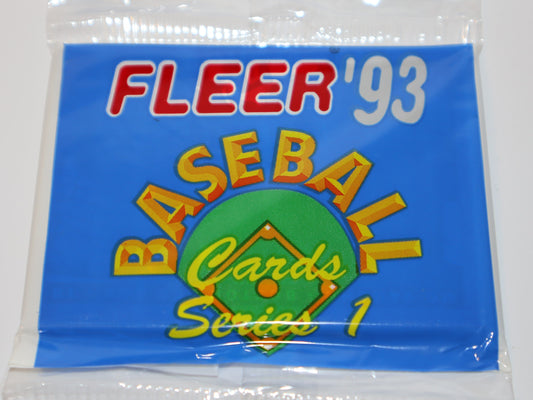 FLEER '93
BASEBALL
Cards
Series 1